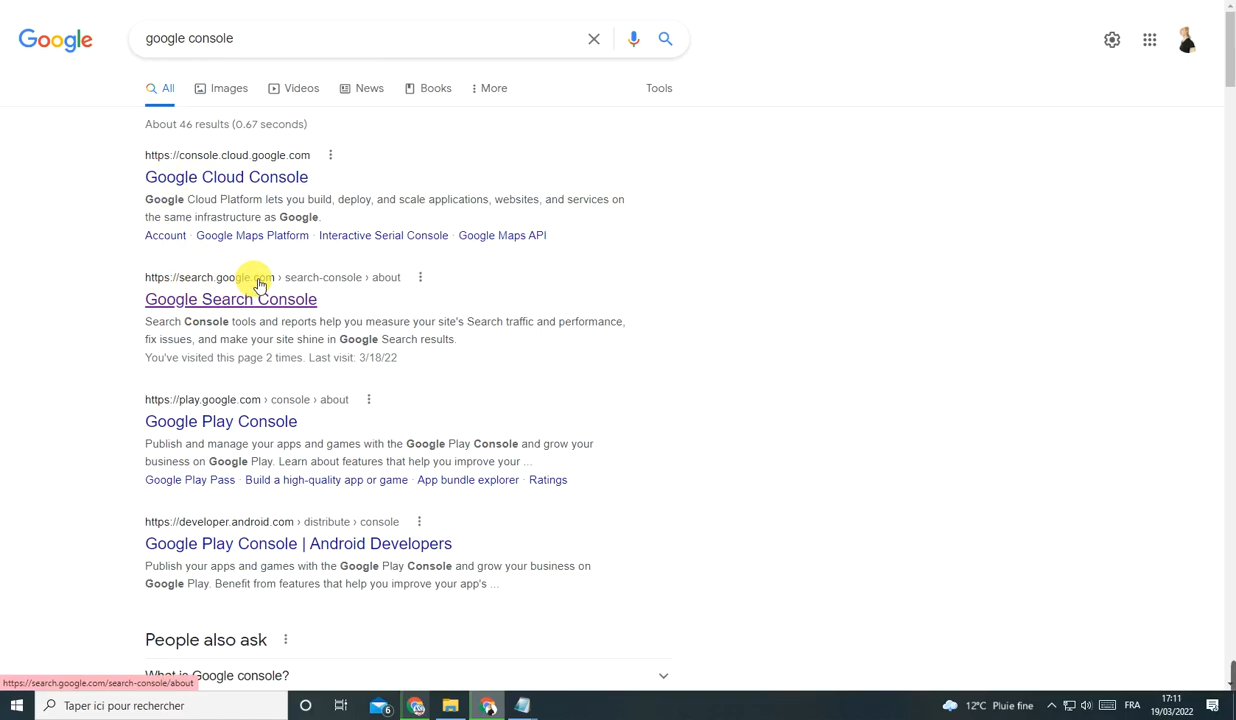 Google
google console
All
Images
Videos
News
Books
More
Tools
About 46 results (0.67 seconds)
https://console.cloud.google.com
Google Cloud Console
Google Cloud Platform lets you build, deploy, and scale applications, websites, and services on
the same infrastructure as Google.
Account · Google Maps Platform · Interactive Serial Console · Google Maps API
https://search.google.com › search-console › about
Google Search Console
Search Console tools and reports help you measure your site's Search traffic and performance,
fix issues, and make your site shine in Google Search results.
You've visited this page 2 times. Last visit: 3/18/22
https://play.google.com › console › about
Google Play Console
Publish and manage your apps and games with the Google Play Console and grow your
business on Google Play. Learn about features that help you improve your ...
Google Play Pass · Build a high-quality app or game · App bundle explorer · Ratings
https://developer.android.com › distribute › console
Google Play Console | Android Developers
Publish your apps and games with the Google Play Console and grow your business on
Google Play. Benefit from features that help you improve your app's ...
People also ask
What is Google console?
https://search.google.com/search-console/about
Taper ici pour rechercher
6
12°C Pluie fine
FRA
17:11
19/03/2022